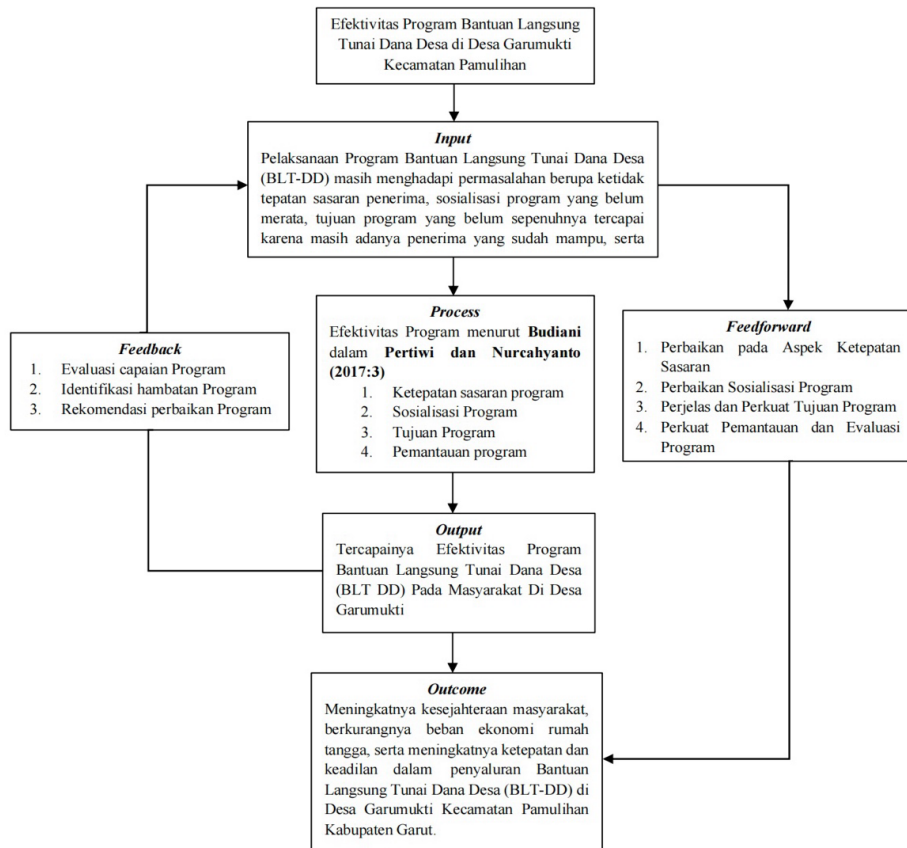 Efektivitas Program Bantuan Langsung
Tunai Dana Desa di Desa Garumukti
Kecamatan Pamulihan
Input
Pelaksanaan Program Bantuan Langsung Tunai Dana Desa
(BLT-DD) masih menghadapi permasalahan berupa ketidak
tepatan sasaran penerima, sosialisasi program yang belum
merata, tujuan program yang belum sepenuhnya tercapai
karena masih adanya penerima yang sudah mampu, serta
Process
Efektivitas Program menurut Budiani
dalam Pertiwi dan Nurcahyanto
(2017:3)
1. Ketepatan sasaran program
2. Sosialisasi Program
3. Tujuan Program
4. Pemantauan program
Feedback
1. Evaluasi capaian Program
2. Identifikasi hambatan Program
3. Rekomendasi perbaikan Program
Feedforward
1. Perbaikan pada Aspek Ketepatan
Sasaran
2. Perbaikan Sosialisasi Program
3. Perjelas dan Perkuat Tujuan Program
4. Perkuat Pemantauan dan Evaluasi
Program
Output
Tercapainya Efektivitas Program
Bantuan Langsung Tunai Dana Desa
(BLT DD) Pada Masyarakat Di Desa
Garumukti
Outcome
Meningkatnya kesejahteraan masyarakat,
berkurangnya beban ekonomi rumah
tangga, serta meningkatnya ketepatan dan
keadilan dalam penyaluran Bantuan
Langsung Tunai Dana Desa (BLT-DD) di
Desa Garumukti Kecamatan Pamulihan
Kabupaten Garut.